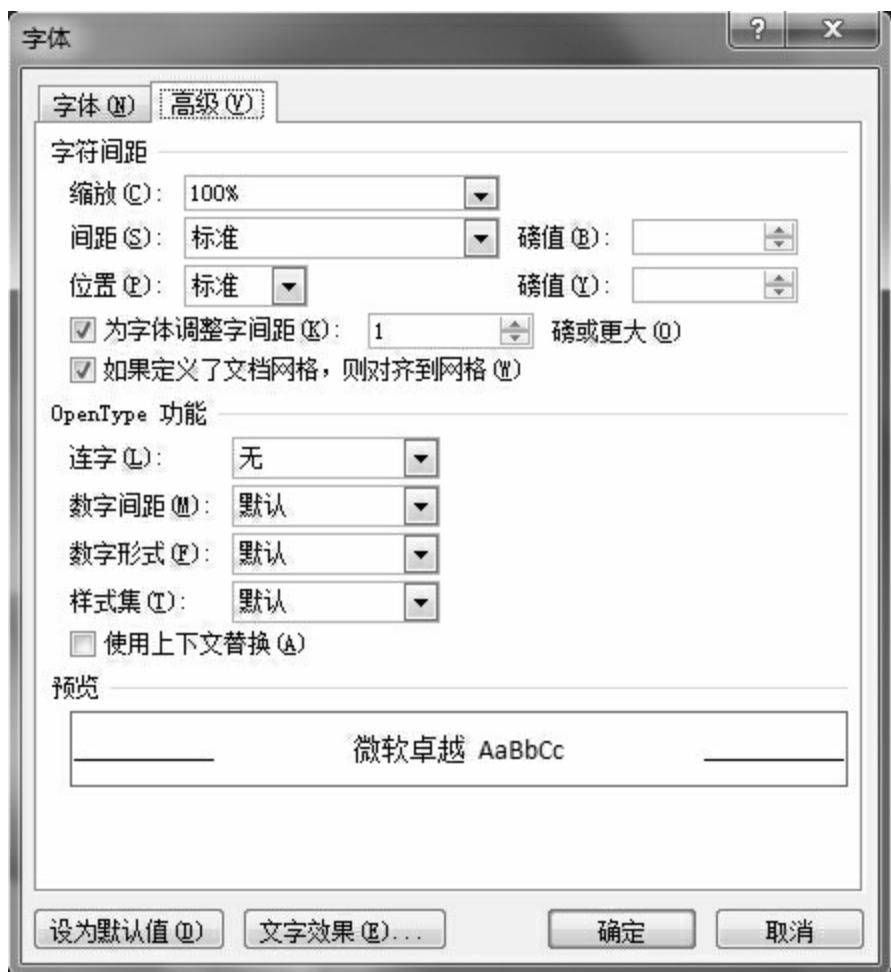 字体
字体(N) 高级(V)
字符间距
缩放(C): 100%
间距(S): 标准 磅值(B):
位置(P): 标准 磅值(Y):
为字体调整字间距(K): 1 磅或更大(O)
如果定义了文档网格，则对齐到网格(W)
OpenType 功能
连字(L): 无
数字间距(M): 默认
数字形式(F): 默认
样式集(T): 默认
使用上下文替换(A)
预览
微软卓越 AaBbCc
设为默认值(D) 文字效果(E)... 确定 取消